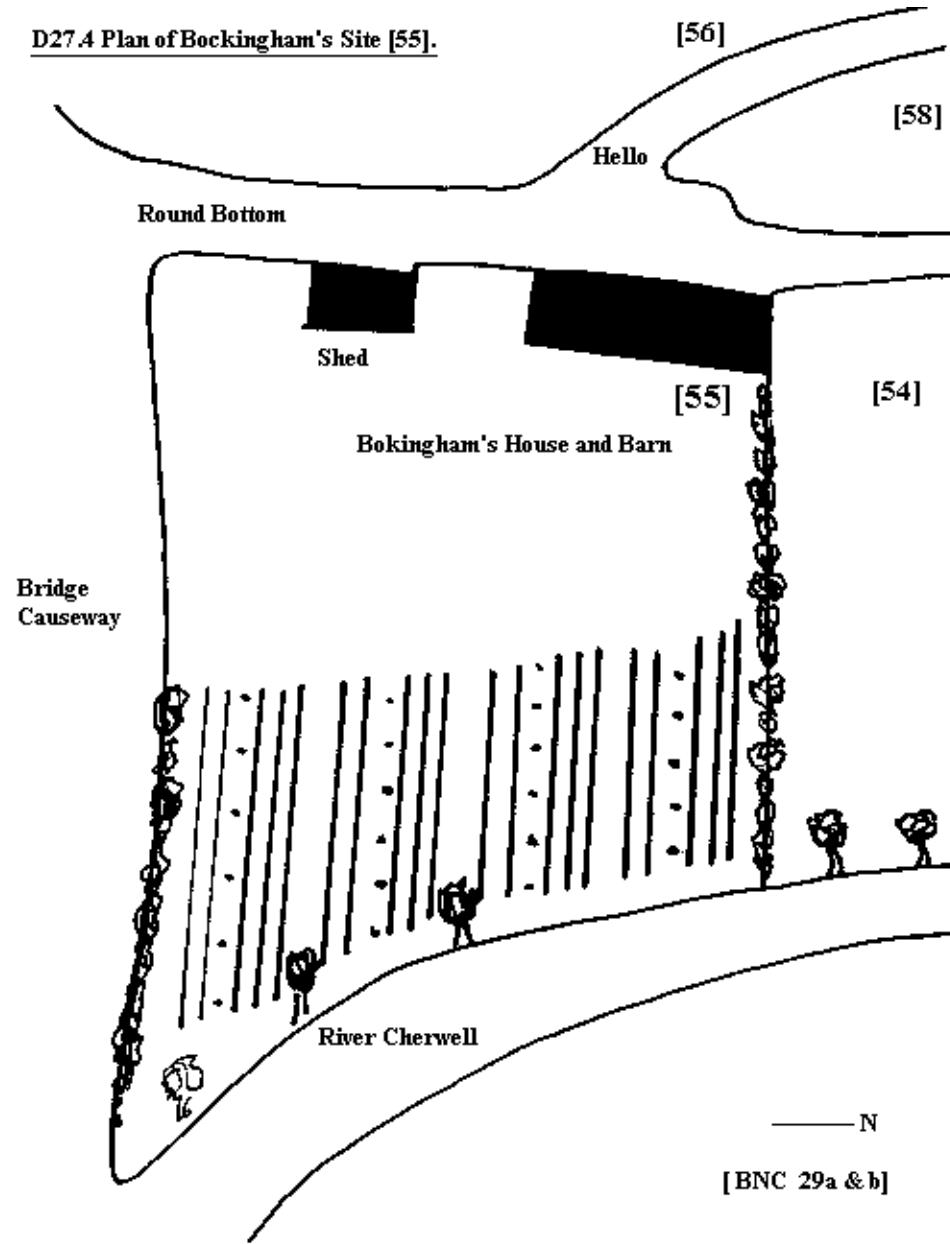 D27.4 Plan of Bockingham's Site [55].
[56]
[58]
Hello
Round Bottom
Shed
[55]
[54]
Bokingham's House and Barn
Bridge
Causeway
River Cherwell
N
[ BNC 29a & b]